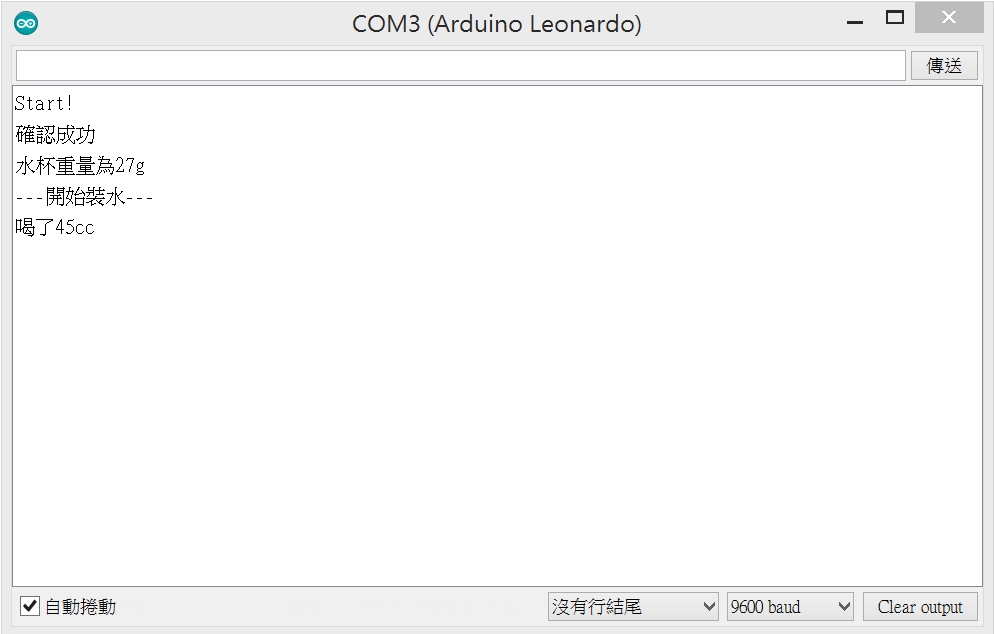 COM3 (Arduino Leonardo)
傳送
Start!
確認成功
水杯重量為27g
---開始裝水---
喝了45cc
自動捲動
沒有行結尾
9600 baud
Clear output